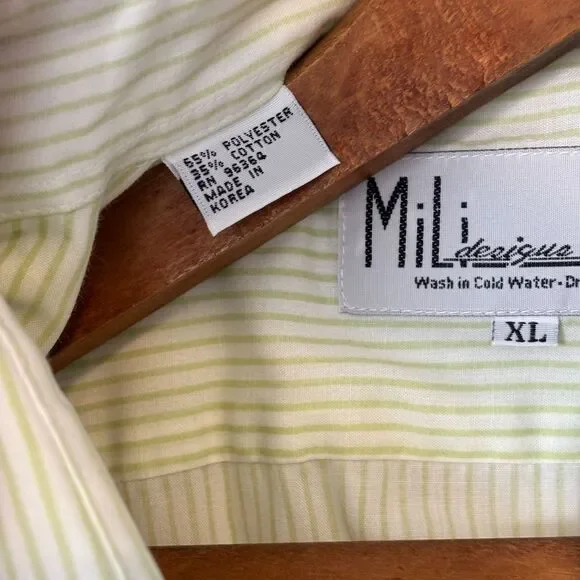 65% POLYESTER
35% COTTON
RN 96364
MADE IN
KOREA
MiLi
designs
Wash in Cold Water - Dr
XL